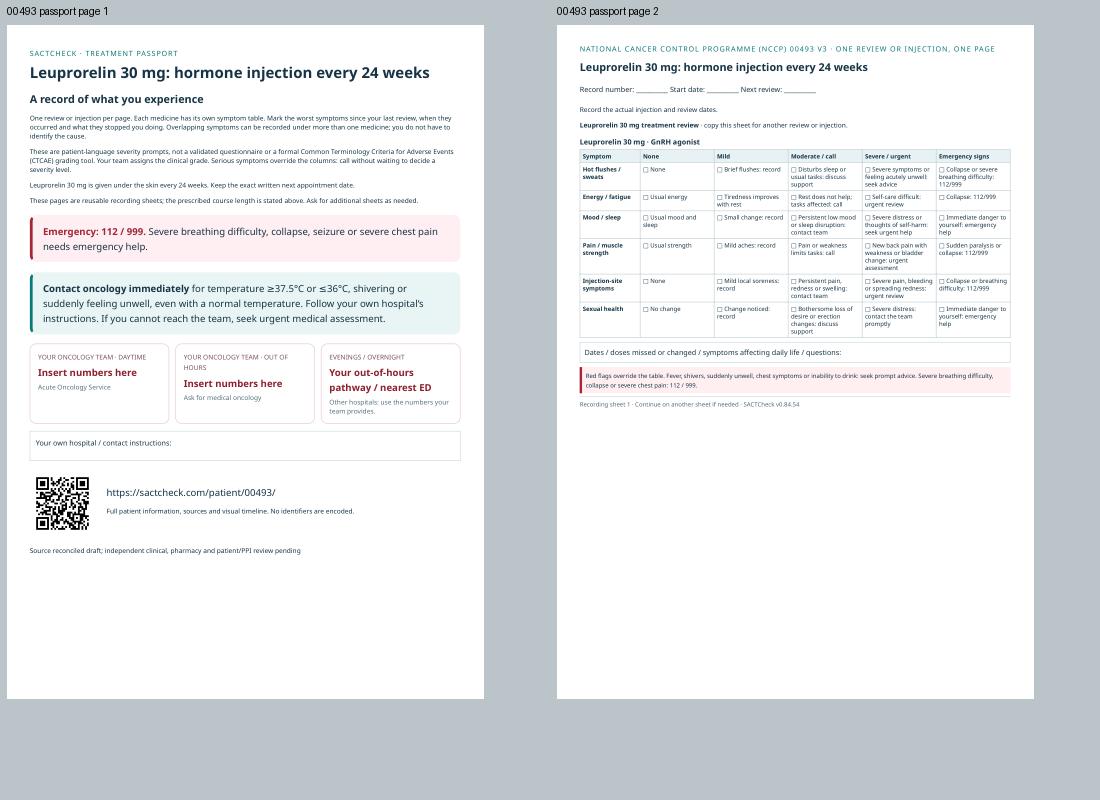 00493 passport page 1
SACTCHECK · TREATMENT PASSPORT
Leuprorelin 30 mg: hormone injection every 24 weeks
A record of what you experience
One review or injection per page. Each medicine has its own symptom table. Mark the worst symptoms since your last review, when they
occurred and what they stopped you doing. Overlapping symptoms can be recorded under more than one medicine; you do not have to
identify the cause.
These are patient-language severity prompts, not a validated questionnaire or a formal Common Terminology Criteria for Adverse Events
(CTCAE) grading tool. Your team assigns the clinical grade. Serious symptoms override the columns: call without waiting to decide a
severity level.
Leuprorelin 30 mg is given under the skin every 24 weeks. Keep the exact written next appointment date.
These pages are reusable recording sheets; the prescribed course length is stated above. Ask for additional sheets as needed.
Emergency: 112 / 999. Severe breathing difficulty, collapse, seizure or severe chest pain
needs emergency help.
Contact oncology immediately for temperature ≥37.5°C or ≤36°C, shivering or
suddenly feeling unwell, even with a normal temperature. Follow your own hospital's
instructions. If you cannot reach the team, seek urgent medical assessment.
YOUR ONCOLOGY TEAM · DAYTIME
Insert numbers here
Acute Oncology Service
YOUR ONCOLOGY TEAM · OUT OF
HOURS
Insert numbers here
Ask for medical oncology
EVENINGS / OVERNIGHT
Your out-of-hours
pathway / nearest ED
Other hospitals: use the numbers your
team provides.
Your own hospital / contact instructions:
https://sactcheck.com/patient/00493/
Full patient information, sources and visual timeline. No identifiers are encoded.
Source reconciled draft; independent clinical, pharmacy and patient/PPI review pending
00493 passport page 2
NATIONAL CANCER CONTROL PROGRAMME (NCCP) 00493 V3 · ONE REVIEW OR INJECTION, ONE PAGE
Leuprorelin 30 mg: hormone injection every 24 weeks
Record number: ________ Start date: ________ Next review: ________
Record the actual injection and review dates.
Leuprorelin 30 mg treatment review · copy this sheet for another review or injection.
Leuprorelin 30 mg · GnRH agonist
Symptom None Mild Moderate / call Severe / urgent Emergency signs
Hot flushes / ☐ None ☐ Brief flushes: record ☐ Disturbs sleep or ☐ Severe symptoms or ☐ Collapse or severe
sweats usual tasks: discuss feeling acutely unwell: breathing difficulty:
support seek advice 112/999
Energy / fatigue ☐ Usual energy ☐ Tiredness improves ☐ Rest does not help; ☐ Self-care difficult: ☐ Collapse: 112/999
with rest tasks affected: call urgent review
Mood / sleep ☐ Usual mood and ☐ Small change: record ☐ Persistent low mood ☐ Severe distress or ☐ Immediate danger to
sleep or sleep disruption: thoughts of self-harm: yourself: emergency
contact team seek urgent help help
Pain / muscle ☐ Usual strength ☐ Mild aches: record ☐ Pain or weakness ☐ New back pain with ☐ Sudden paralysis or
strength limits tasks: call weakness or bladder collapse: 112/999
change: urgent
assessment
Injection-site ☐ None ☐ Mild local soreness: ☐ Persistent pain, ☐ Severe pain, bleeding ☐ Collapse or breathing
symptoms record redness or swelling: or spreading redness: difficulty: 112/999
contact team urgent review
Sexual health ☐ No change ☐ Change noticed: ☐ Bothersome loss of ☐ Severe distress: ☐ Immediate danger to
record desire or erection contact the team yourself: emergency
changes: discuss promptly help
support
Dates / doses missed or changed / symptoms affecting daily life / questions:
Red flags override the table. Fever, shivers, suddenly unwell, chest symptoms or inability to drink: seek prompt advice. Severe breathing difficulty,
collapse or severe chest pain: 112 / 999.
Recording sheet 1 · Continue on another sheet if needed · SACTCheck v0.84.54